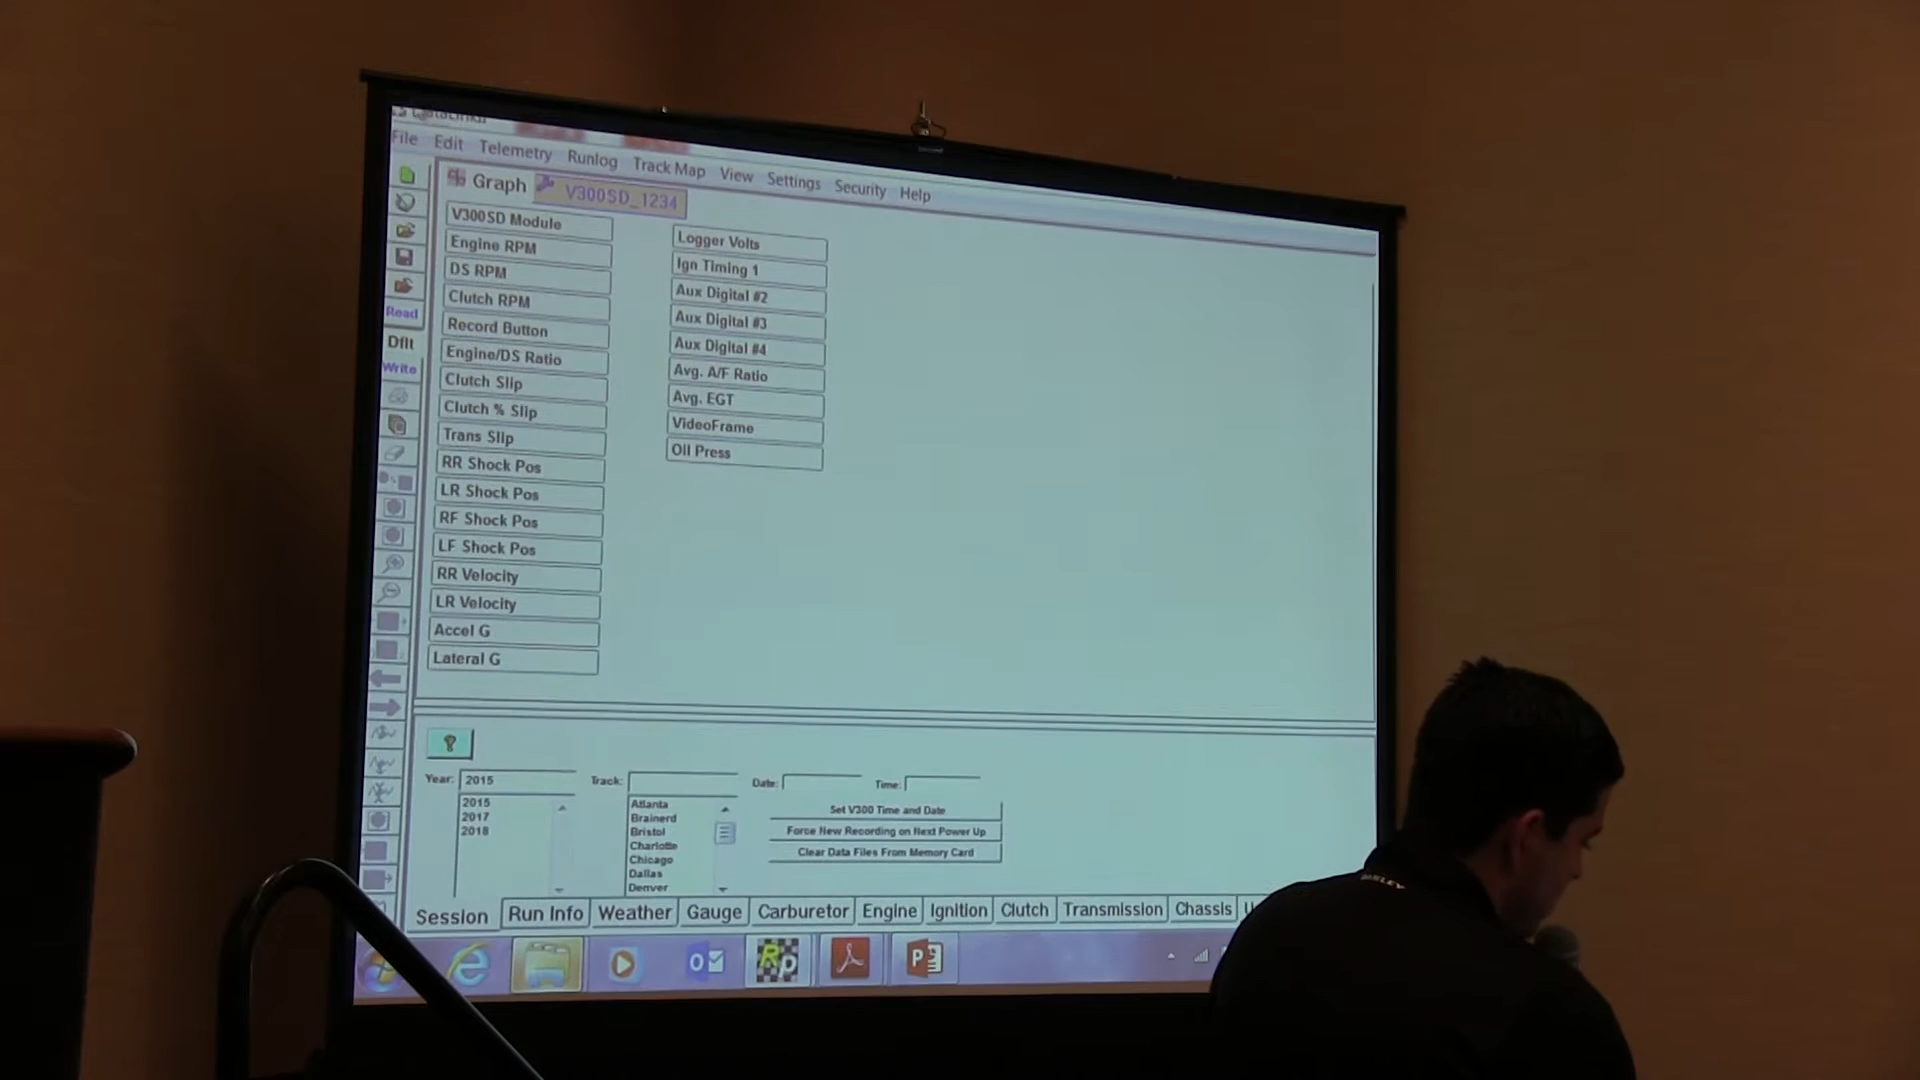 DataLink
File Edit Telemetry Runlog Track Map View Settings Security Help
Graph V300SD_1234
V300SD Module
Engine RPM
DS RPM
Clutch RPM
Record Button
Engine/DS Ratio
Clutch Slip
Clutch % Slip
Trans Slip
RR Shock Pos
LR Shock Pos
RF Shock Pos
LF Shock Pos
RR Velocity
LR Velocity
Accel G
Lateral G
Logger Volts
Ign Timing 1
Aux Digital #2
Aux Digital #3
Aux Digital #4
Avg. A/F Ratio
Avg. EGT
VideoFrame
Oil Press
Read
Dflt
Write
?
Year: 2015
2015
2017
2018
Track:
Atlanta
Brainerd
Bristol
Charlotte
Chicago
Dallas
Denver
Date: Time:
Set V300 Time and Date
Force New Recording on Next Power Up
Clear Data Files From Memory Card
Session Run Info Weather Gauge Carburetor Engine Ignition Clutch Transmission Chassis
Rp